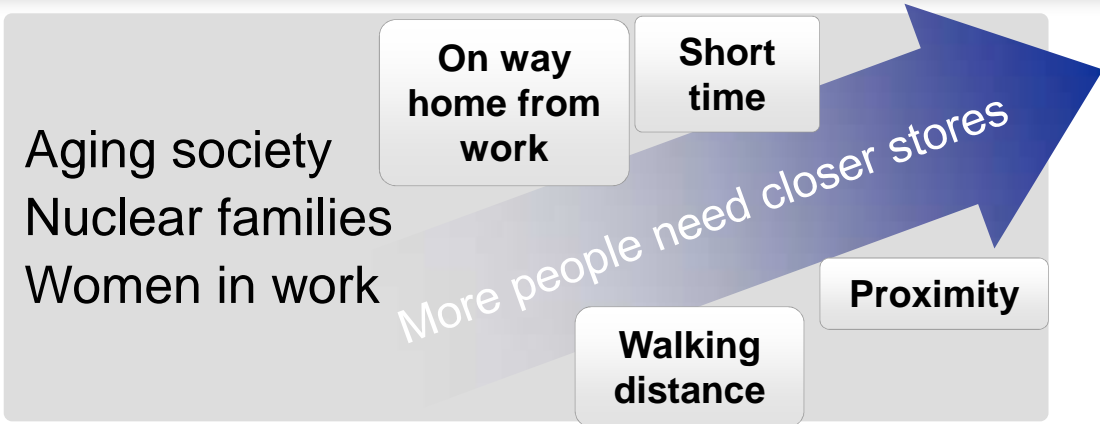 Aging society
Nuclear families
Women in work
On way
home from
work
Short
time
More people need closer stores
Walking
distance
Proximity